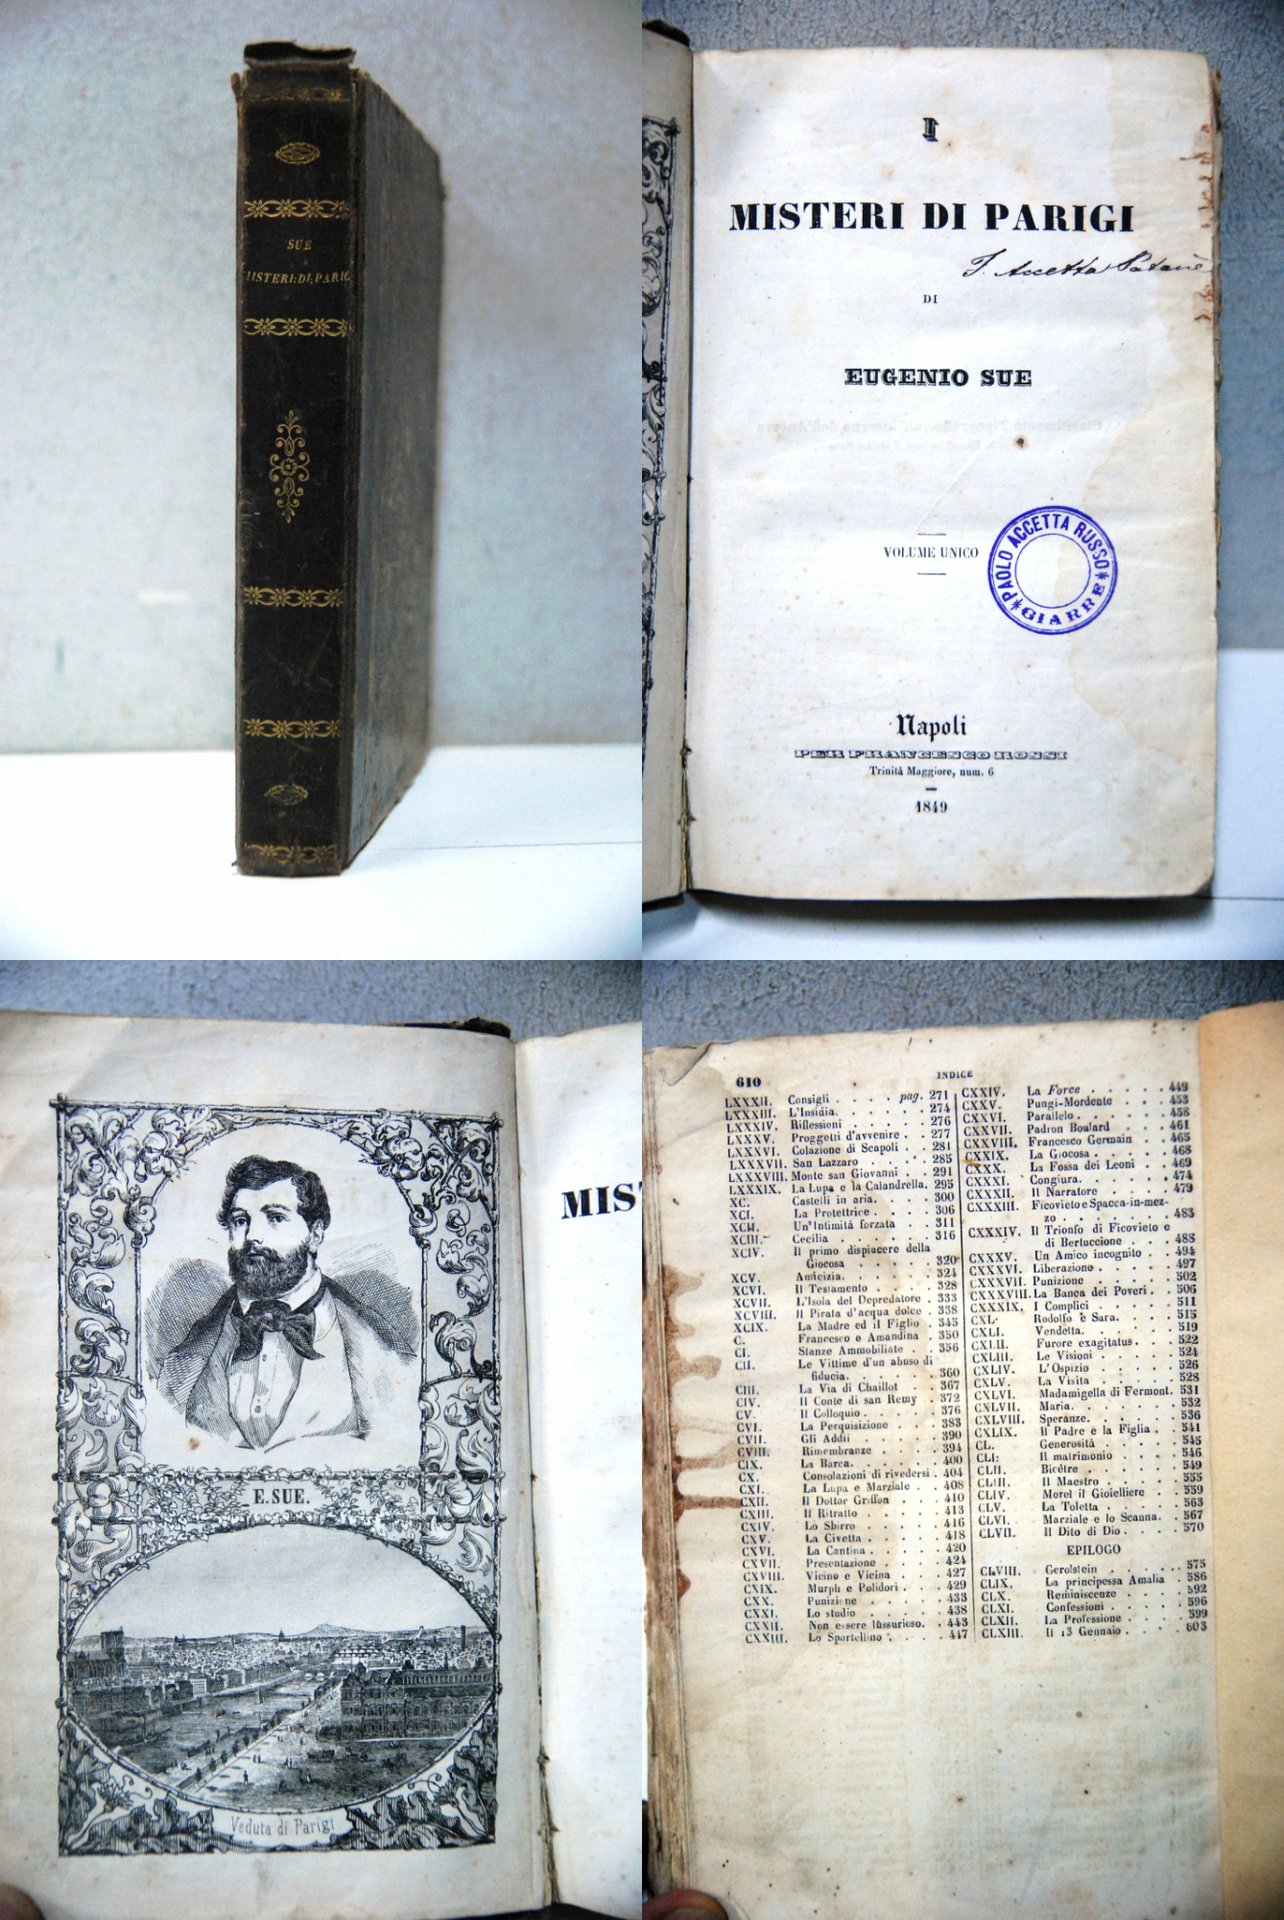 SUE
MISTERI:DI:PARIG
I
MISTERI DI PARIGI
DI
EUGENIO SUE
VOLUME UNICO
PAOLO ACCETTA RUSSO
GIARRE
Napoli
PER FRANCESCO ROSSI
Trinità Maggiore, num. 6
1849
E. SUE.
Veduta di Parigi
MIS
610
INDICE
LXXXII. Consigli . . . . pag. 271
LXXXIII. L'Insidia. . . . . . 274
LXXXIV. Riflessioni . . . . . 276
LXXXV. Proggetti d'avvenire . . 277
LXXXVI. Colazione di Scapoli . . 281
LXXXVII. San Lazzaro . . . . . 285
LXXXVIII. Monte san Giovanni . . 291
LXXXIX. La Lupa e la Calandrella. 295
XC. Castelli in aria. . . . . 300
XCI. La Protettrice . . . . . 306
XCII. Un'Intimità forzata . . 311
XCIII. Cecilia . . . . . . 316
XCIV. Il primo dispiacere della
Giocosa . . . . . . 320
XCV. Amicizia. . . . . . . 324
XCVI. Il Testamento . . . . . 328
XCVII. L'Isola del Depredatore . 333
XCVIII. Il Pirata d'acqua dolce . 338
XCIX. La Madre ed il Figlio . . 345
C. Francesco e Amandina . 350
CI. Stanze Ammobiliate . . 356
CII. Le Vittime d'un abuso di
fiducia. . . . . . . 360
CIII. La Via di Chaillot . . . 367
CIV. Il Conte di san Remy . . 372
CV. Il Colloquio . . . . . 376
CVI. La Perquisizione . . . 383
CVII. Gli Addii . . . . . . 390
CVIII. Rimembranze . . . . 394
CIX. La Barca. . . . . . . 400
CX. Consolazioni di rivedersi . 404
CXI. La Lupa e Marziale . . 408
CXII. Il Dottor Griffon . . . 410
CXIII. Il Ritratto . . . . . . 413
CXIV. Lo Sbirro . . . . . . 416
CXV. La Civetta . . . . . . 418
CXVI. La Cantina . . . . . . 420
CXVII. Presentazione . . . . . 424
CXVIII. Vicino e Vicina . . . . 427
CXIX. Murph e Polidori . . . . 429
CXX. Punizione . . . . . . 433
CXXI. Lo studio . . . . . . 438
CXXII. Non essere lussurioso. . . 443
CXXIII. Lo Sportellino . . . . . 447
CXXIV. La Force . . . . . . 449
CXXV. Pungi-Mordente . . . 453
CXXVI. Parallelo . . . . . . 458
CXXVII. Padron Boulard . . . 461
CXXVIII. Francesco Germain . . 465
CXXIX. La Giocosa . . . . . . 468
CXXX. La Fossa dei Leoni . . . 469
CXXXI. Congiura. . . . . . . 474
CXXXII. Il Narratore . . . . . 479
CXXXIII. Ficovieto e Spacca-in-mez-
zo . . . . . . . . 483
CXXXIV. Il Trionfo di Ficovieto e
di Bertuccione . . . . 488
CXXXV. Un Amico incognito . . 494
CXXXVI. Liberazione . . . . . 497
CXXXVII. Punizione . . . . . . 502
CXXXVIII. La Banca dei Poveri . . 506
CXXXIX. I Complici . . . . . . 511
CXL. Rodolfo e Sara. . . . . 515
CXLI. Vendetta. . . . . . . 519
CXLII. Furore exagitatus . . . 522
CXLIII. Le Visioni . . . . . . 524
CXLIV. L'Ospizio . . . . . . 526
CXLV. La Visita . . . . . . 528
CXLVI. Madamigella di Fermont. 531
CXLVII. Maria. . . . . . . . 532
CXLVIII. Speranze. . . . . . . 536
CXLIX. Il Padre e la Figlia . . 541
CL. Generosità . . . . . . 545
CLI. Il matrimonio . . . . . 546
CLII. Bicêtre . . . . . . . 549
CLIII. Il Maestro . . . . . . 555
CLIV. Morel il Gioielliere . . . 559
CLV. La Toletta . . . . . . 563
CLVI. Marziale e lo Scanna. . . 567
CLVII. Il Dito di Dio . . . . . 570
EPILOGO
CLVIII. Gerolstein . . . . . . 575
CLIX. La principessa Amalia . . 586
CLX. Reminiscenze . . . . . 592
CLXI. Confessioni . . . . . . 596
CLXII. La Professione . . . . . 599
CLXIII. Il 13 Gennaio . . . . . 603